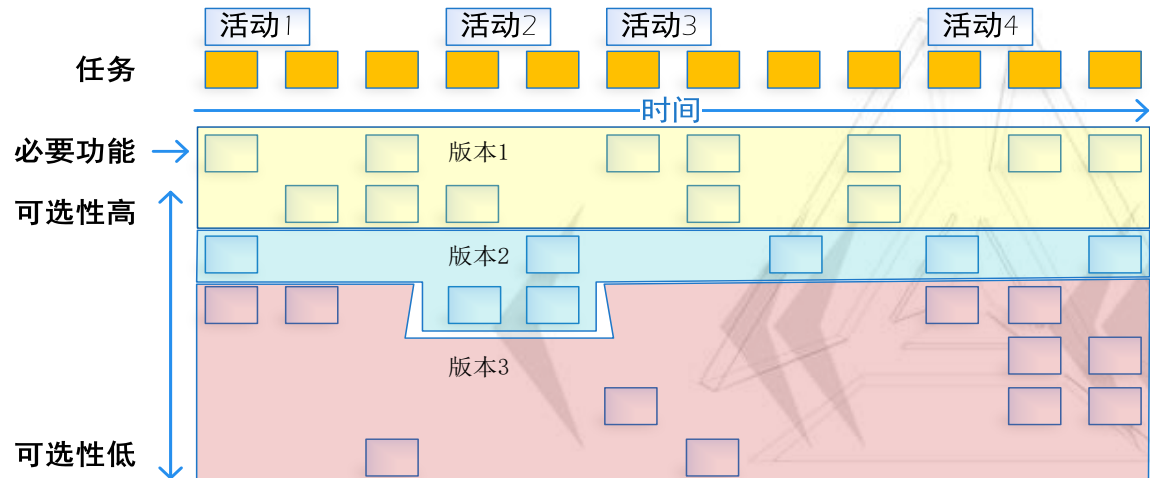 活动1 活动2 活动3 活动4
任务
时间
必要功能 版本1
可选性高
版本2
版本3
可选性低